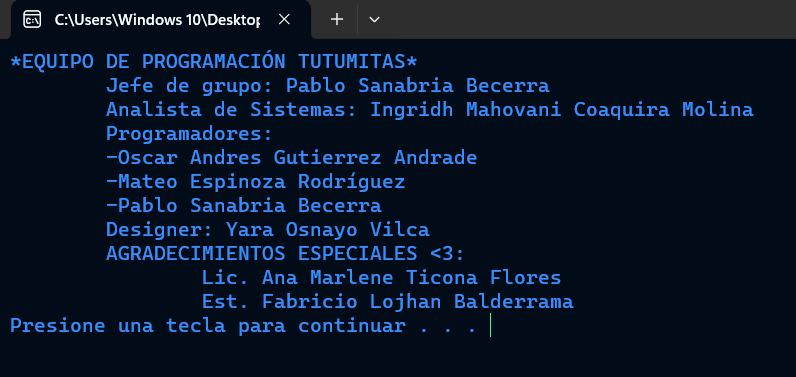 C:\Users\Windows 10\Desktop
*EQUIPO DE PROGRAMACIÓN TUTUMITAS*
Jefe de grupo: Pablo Sanabria Becerra
Analista de Sistemas: Ingridh Mahovani Coaquira Molina
Programadores:
-Oscar Andres Gutierrez Andrade
-Mateo Espinoza Rodríguez
-Pablo Sanabria Becerra
Designer: Yara Osnayo Vilca
AGRADECIMIENTOS ESPECIALES <3:
Lic. Ana Marlene Ticona Flores
Est. Fabricio Lojhan Balderrama
Presione una tecla para continuar . . .